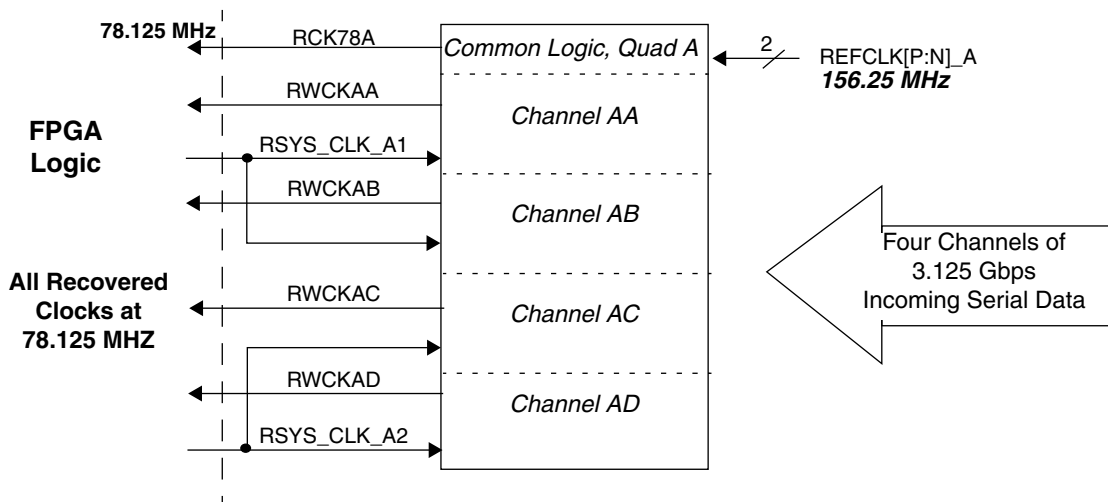 78.125 MHz
RCK78A
Common Logic, Quad A
2
REFCLK[P:N]_A
156.25 MHz
RWCKAA
Channel AA
FPGA
Logic
RSYS_CLK_A1
RWCKAB
Channel AB
Four Channels of
3.125 Gbps
Incoming Serial Data
All Recovered
Clocks at
78.125 MHZ
RWCKAC
Channel AC
RWCKAD
Channel AD
RSYS_CLK_A2